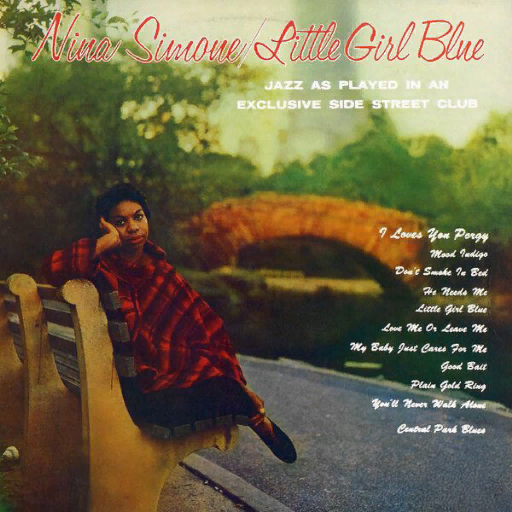 Nina Simone/Little Girl Blue
JAZZ AS PLAYED IN AN
EXCLUSIVE SIDE STREET CLUB
I Loves You Porgy
Mood Indigo
Don't Smoke In Bed
He Needs Me
Little Girl Blue
Love Me Or Leave Me
My Baby Just Cares For Me
Good Bait
Plain Gold Ring
You'll Never Walk Alone
Central Park Blues